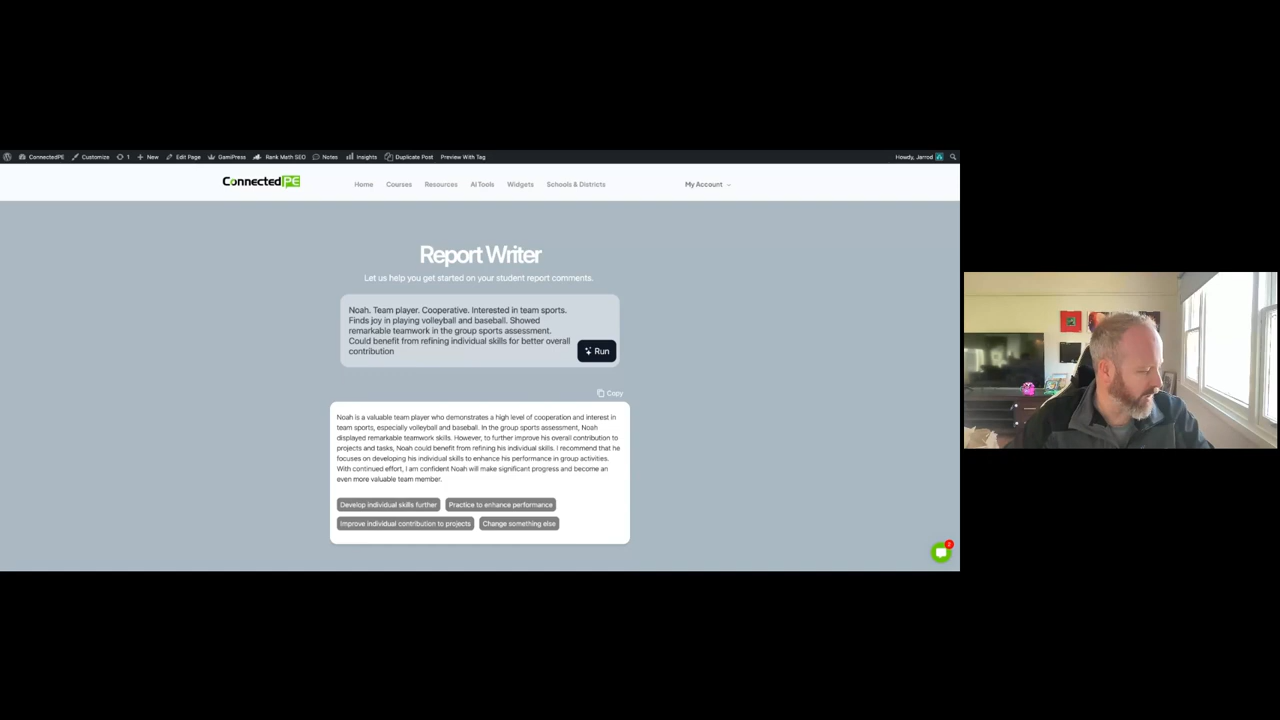 ConnectedPE Customize 1 New Edit Page GamiPress Rank Math SEO Notes Insights Duplicate Post Preview With Tag Howdy, Jarrod
ConnectedPE Home Courses Resources AI Tools Widgets Schools & Districts My Account
Report Writer
Let us help you get started on your student report comments.
Noah. Team player. Cooperative. Interested in team sports.
Finds joy in playing volleyball and baseball. Showed
remarkable teamwork in the group sports assessment.
Could benefit from refining individual skills for better overall
contribution
Run
Copy
Noah is a valuable team player who demonstrates a high level of cooperation and interest in
team sports, especially volleyball and baseball. In the group sports assessment, Noah
displayed remarkable teamwork skills. However, to further improve his overall contribution to
projects and tasks, Noah could benefit from refining his individual skills. I recommend that he
focuses on developing his individual skills to enhance his performance in group activities.
With continued effort, I am confident Noah will make significant progress and become an
even more valuable team member.
Develop individual skills further Practice to enhance performance
Improve individual contribution to projects Change something else